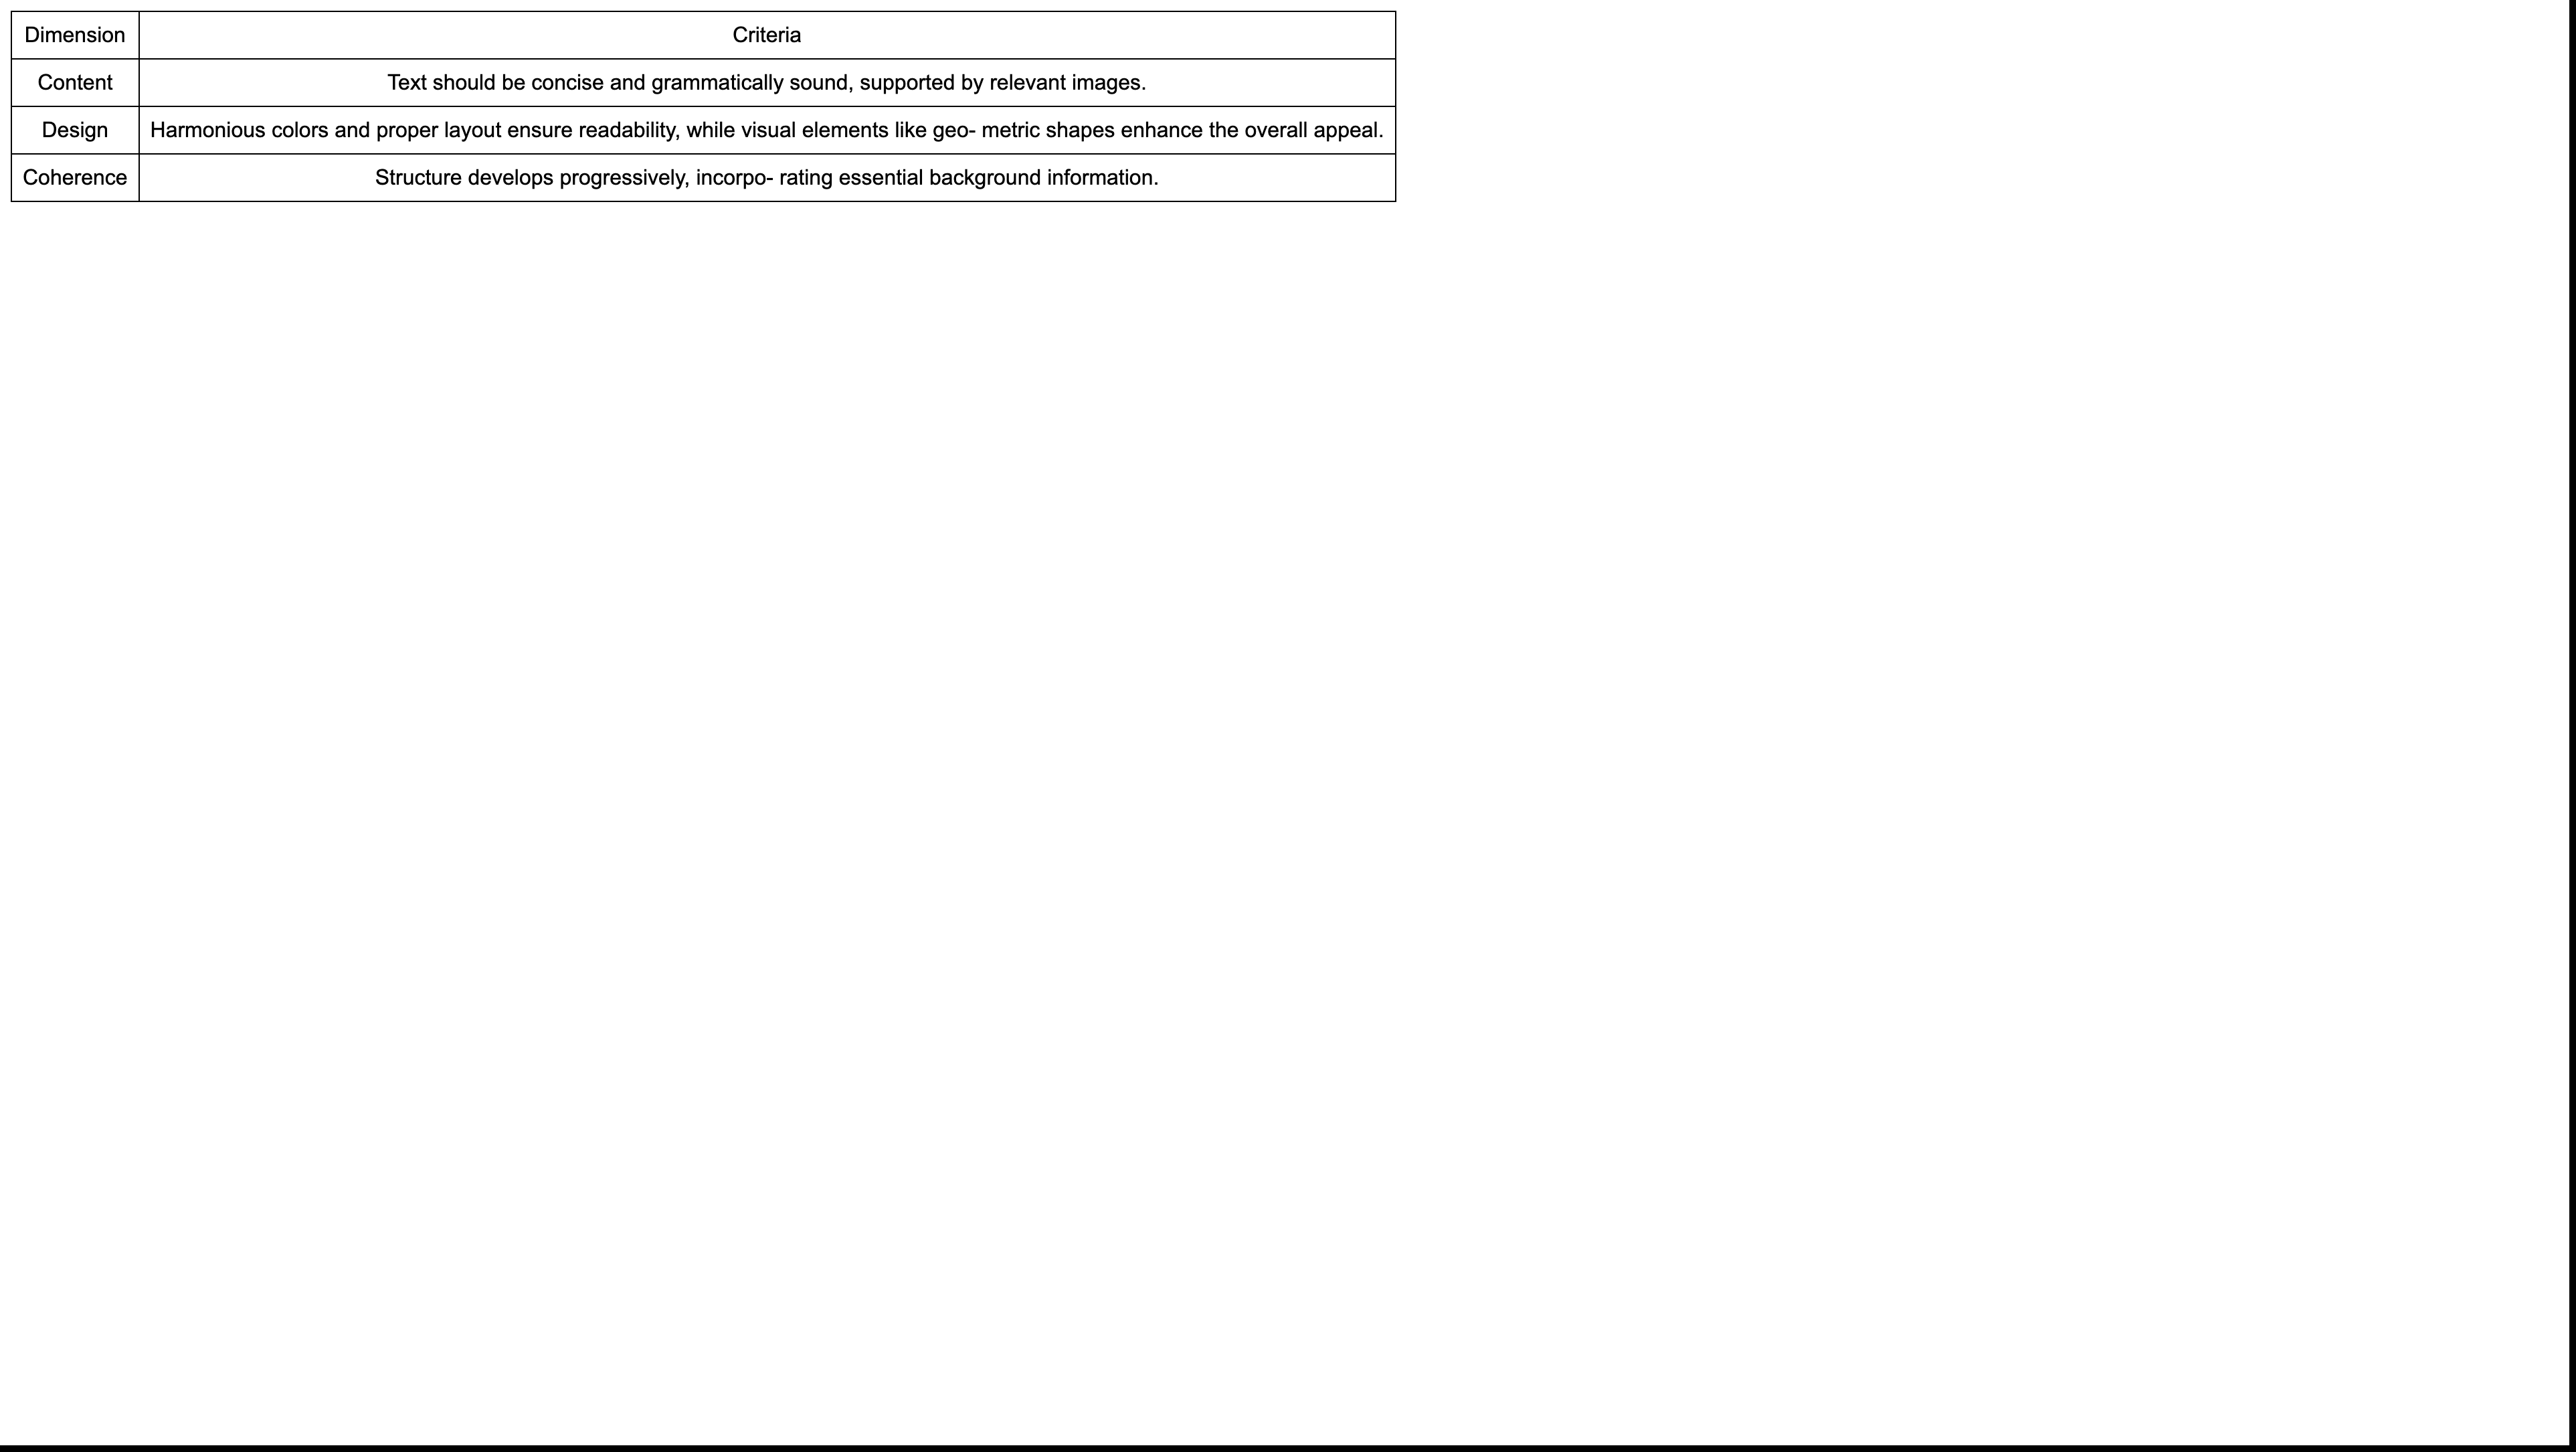 Dimension Criteria
Content Text should be concise and grammatically sound, supported by relevant images.
Design Harmonious colors and proper layout ensure readability, while visual elements like geo- metric shapes enhance the overall appeal.
Coherence Structure develops progressively, incorpo- rating essential background information.